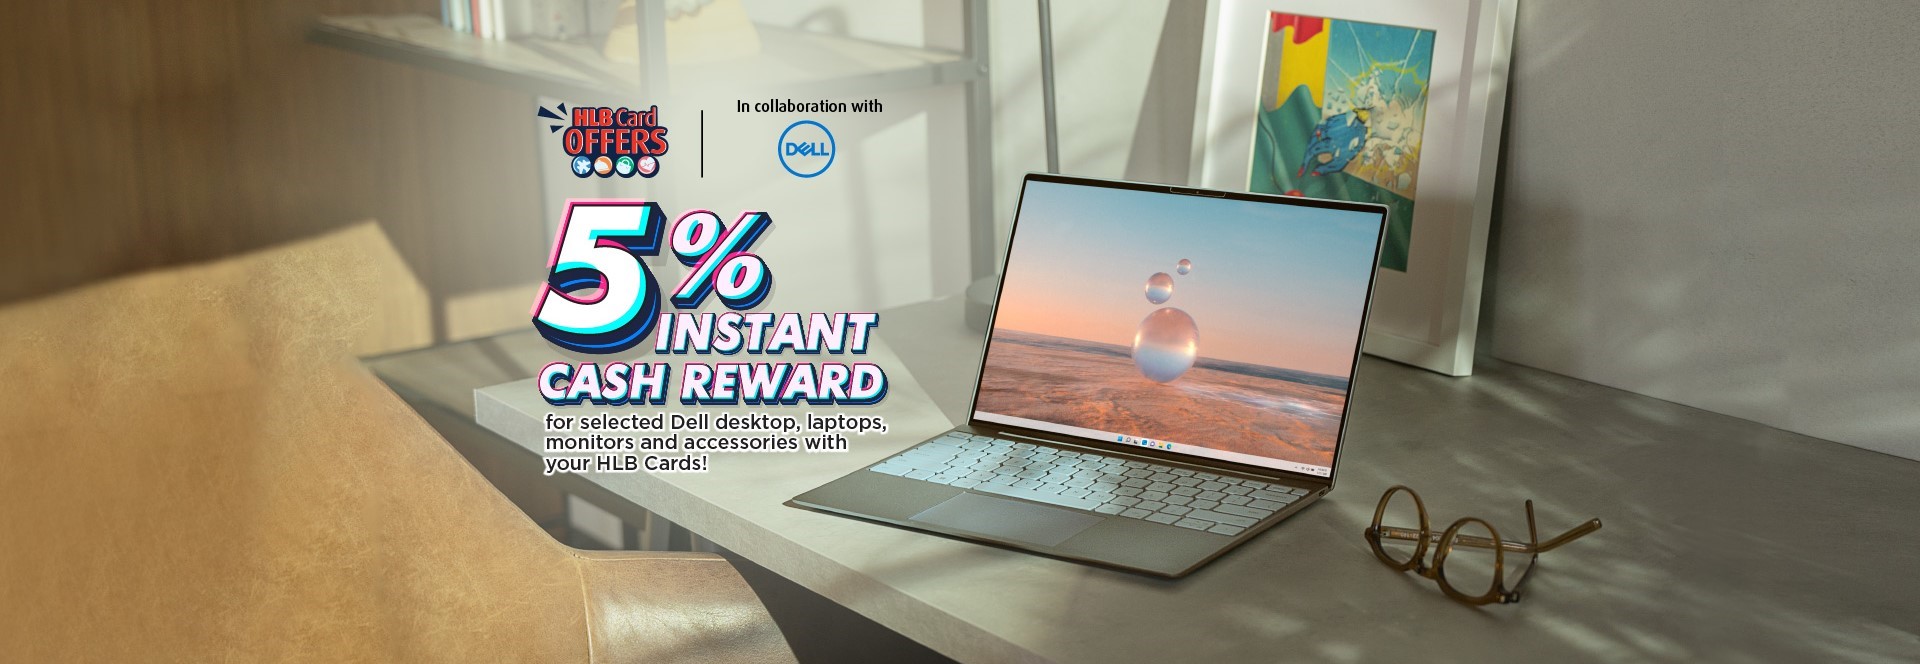 HLB Card
OFFERS
In collaboration with
DELL
5%
INSTANT
CASH REWARD
for selected Dell desktop, laptops,
monitors and accessories with
your HLB Cards!